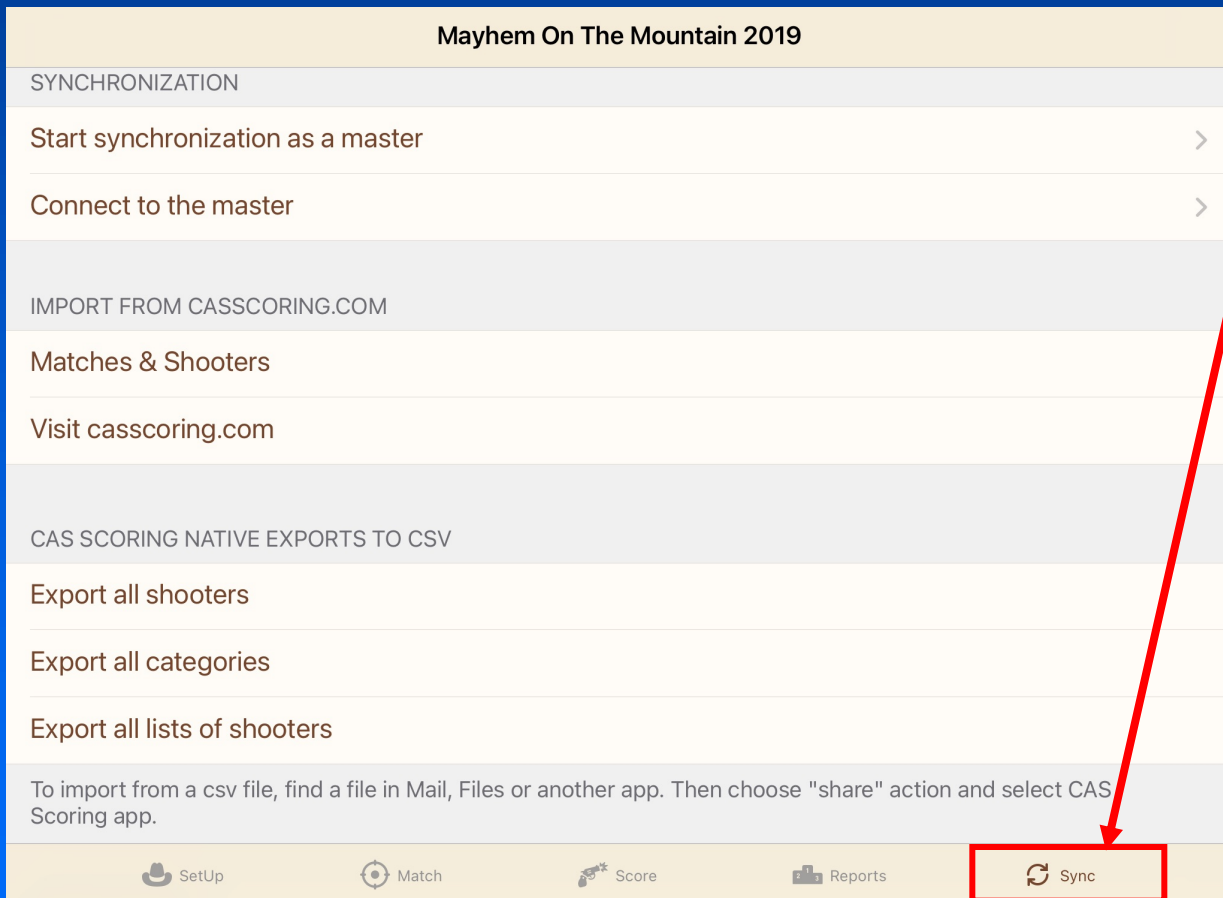 Mayhem On The Mountain 2019
SYNCHRONIZATION
Start synchronization as a master
Connect to the master
IMPORT FROM CASSCORING.COM
Matches & Shooters
Visit casscoring.com
CAS SCORING NATIVE EXPORTS TO CSV
Export all shooters
Export all categories
Export all lists of shooters
To import from a csv file, find a file in Mail, Files or another app. Then choose "share" action and select CAS
Scoring app.
SetUp Match Score Reports Sync